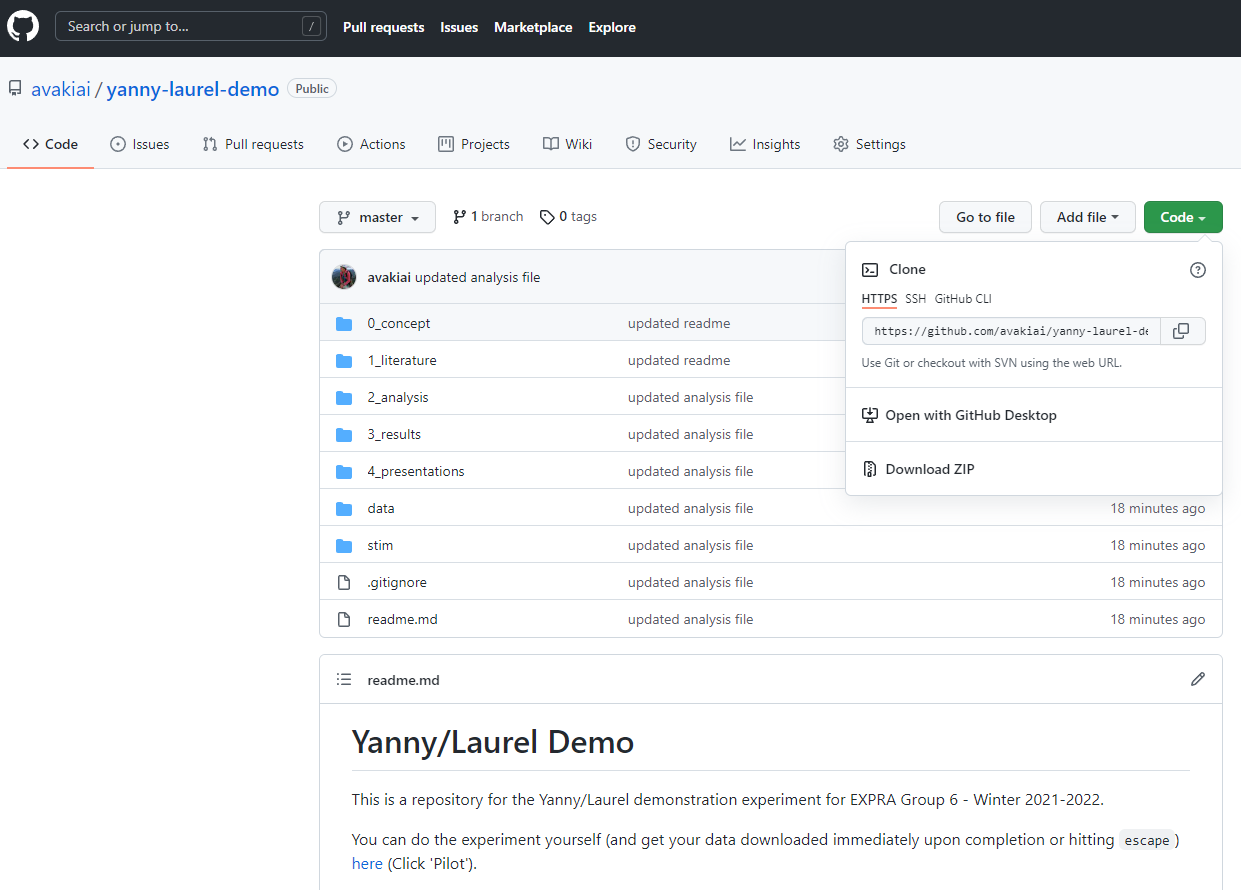 Search or jump to... /
Pull requests Issues Marketplace Explore
avakiai / yanny-laurel-demo Public
Code Issues Pull requests Actions Projects Wiki Security Insights Settings
master 1 branch 0 tags Go to file Add file Code
avakiai updated analysis file
Clone
HTTPS SSH GitHub CLI
https://github.com/avakiai/yanny-laurel-de
Use Git or checkout with SVN using the web URL.
Open with GitHub Desktop
Download ZIP
0_concept updated readme
1_literature updated readme
2_analysis updated analysis file
3_results updated analysis file
4_presentations updated analysis file
data updated analysis file 18 minutes ago
stim updated analysis file 18 minutes ago
.gitignore updated analysis file 18 minutes ago
readme.md updated analysis file 18 minutes ago
readme.md
Yanny/Laurel Demo
This is a repository for the Yanny/Laurel demonstration experiment for EXPRA Group 6 - Winter 2021-2022.
You can do the experiment yourself (and get your data downloaded immediately upon completion or hitting escape )
here (Click 'Pilot').